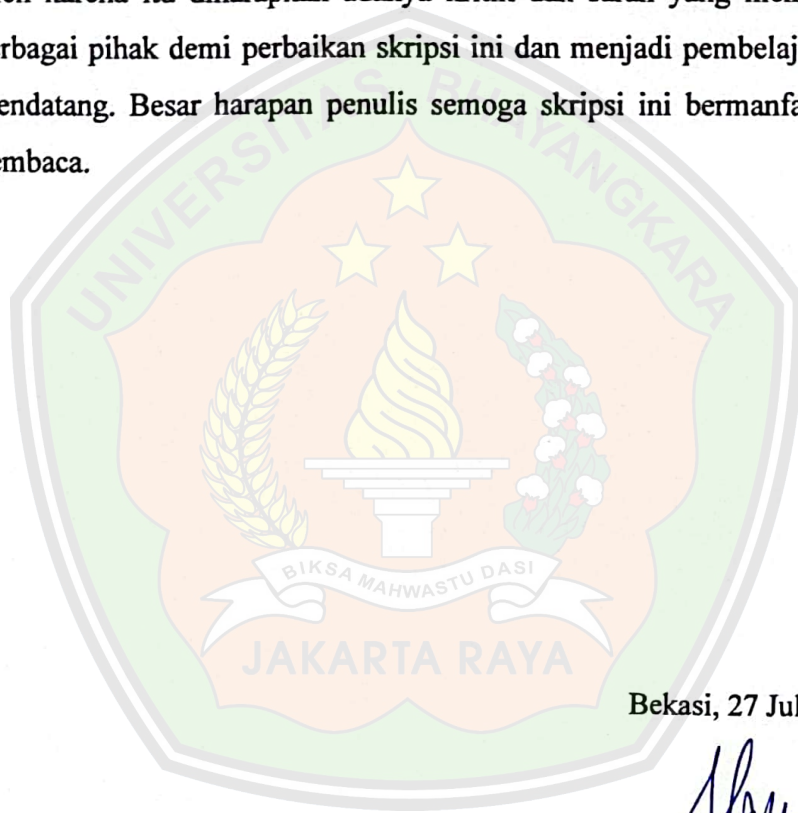 rbagai pihak demi perbaikan skripsi ini dan menjadi pembelaj
endatang. Besar harapan penulis semoga skripsi ini bermanfa
embaca.
UNIVERSITAS BHAYANGKARA
BIKSA MAHWASTU DASI
JAKARTA RAYA
Bekasi, 27 Jul